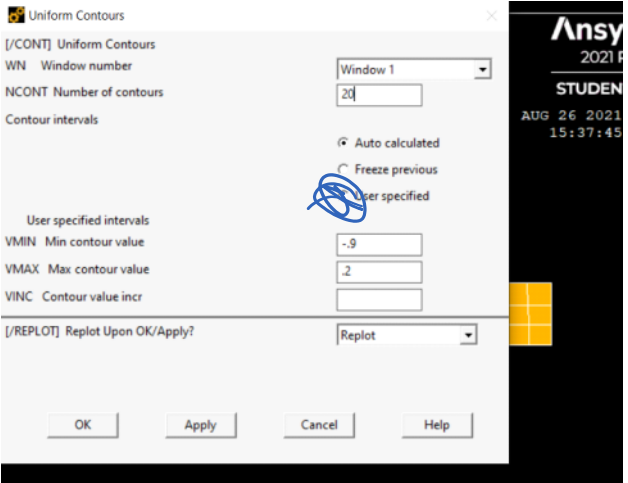 Uniform Contours
[/CONT] Uniform Contours
WN Window number Window 1
NCONT Number of contours 20
Contour intervals
Auto calculated
Freeze previous
User specified
User specified intervals
VMIN Min contour value -.9
VMAX Max contour value .2
VINC Contour value incr
[/REPLOT] Replot Upon OK/Apply? Replot
OK Apply Cancel Help
Ansy
2021 R
STUDEN
AUG 26 2021
15:37:45